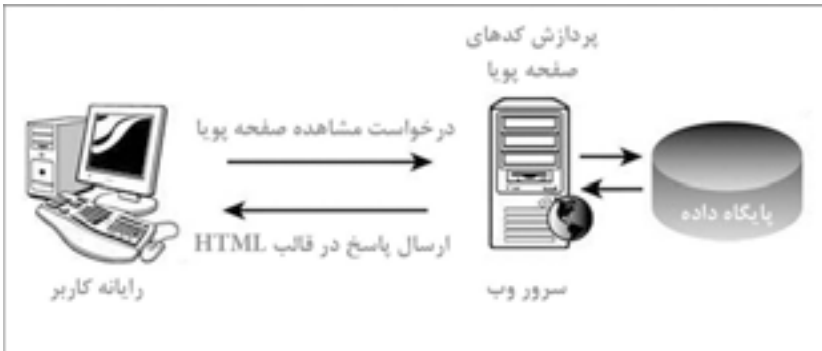 پردازش کدهای
صفحه پویا
درخواست مشاهده صفحه پویا
ارسال پاسخ در قالب HTML
پایگاه داده
سرور وب
رایانه کاربر